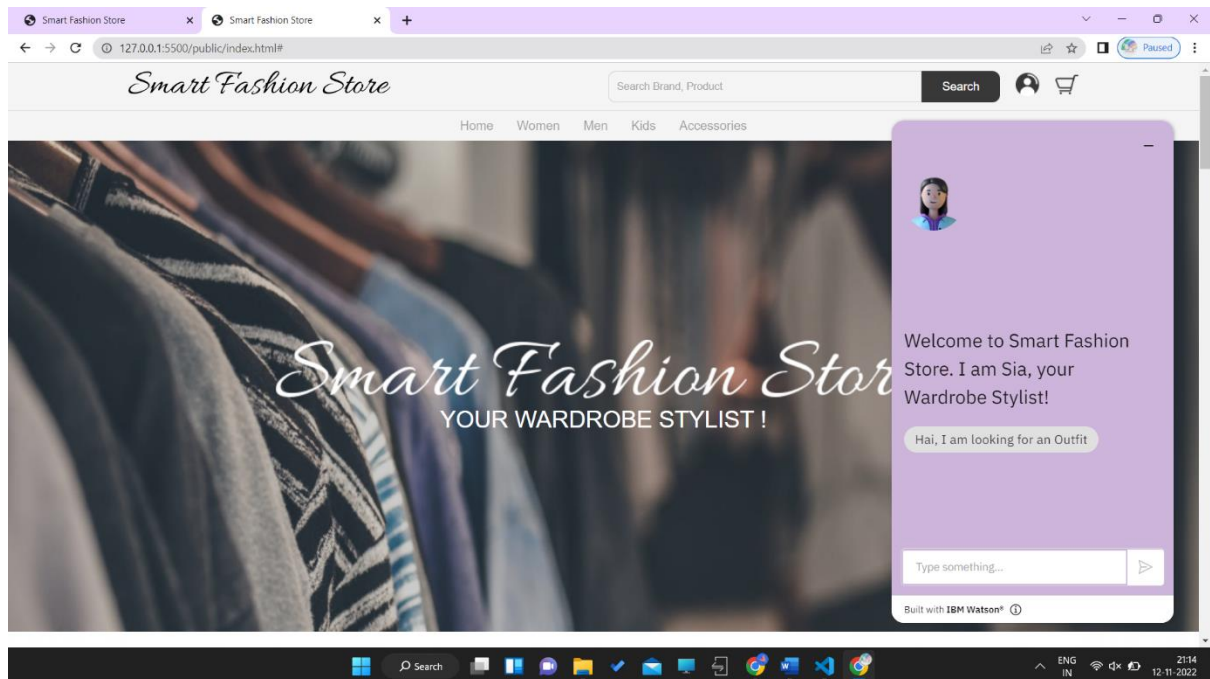 Smart Fashion Store
Smart Fashion Store
127.0.0.1:5500/public/index.html#
Paused
Smart Fashion Store
Search Brand, Product
Search
Home Women Men Kids Accessories
Smart Fashion Stor
YOUR WARDROBE STYLIST !
Welcome to Smart Fashion
Store. I am Sia, your
Wardrobe Stylist!
Hai, I am looking for an Outfit
Type something...
Built with IBM Watson®
Search
ENG
IN
21:14
12-11-2022